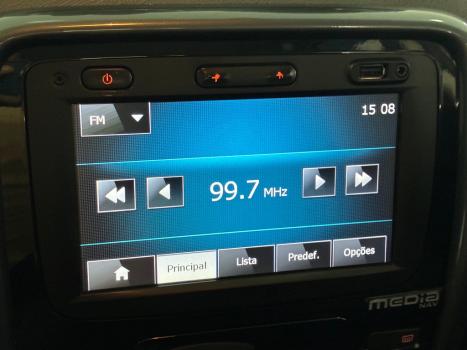 FM
15 08
99.7 MHz
Principal
Lista
Predef.
Opções
MEDIA
NAV